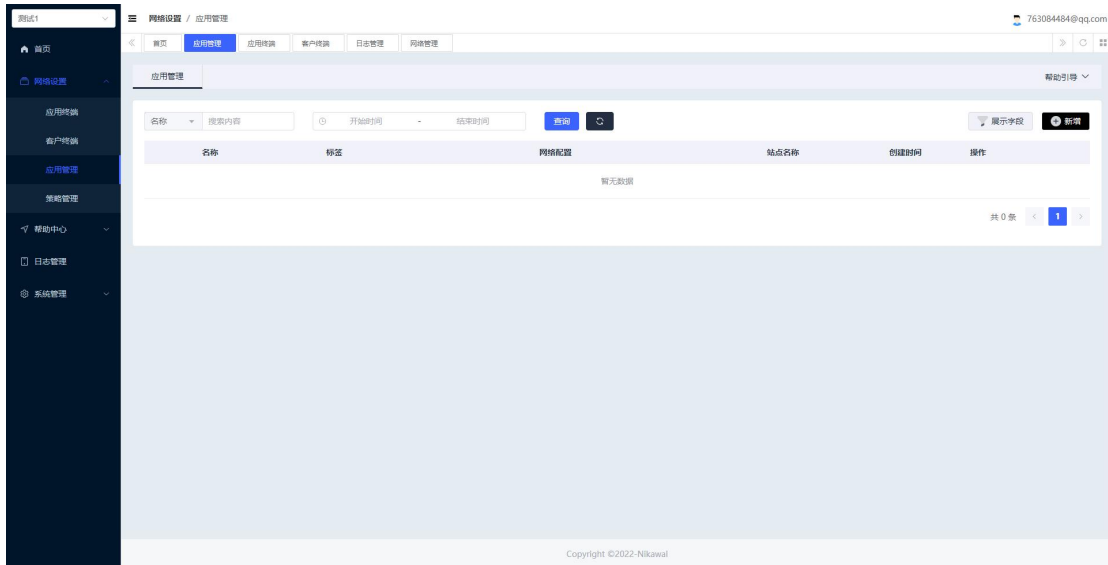 测试1
网络设置 / 应用管理
763084484@qq.com
首页
应用管理
应用终端
客户终端
日志管理
网络管理
首页
网络设置
应用终端
客户终端
应用管理
策略管理
帮助中心
日志管理
系统管理
应用管理
帮助引导
名称 搜索内容
开始时间 - 结束时间
查询
展示字段
新增
名称 标签 网络配置 站点名称 创建时间 操作
暂无数据
共 0 条 1
Copyright ©2022-Nikawal